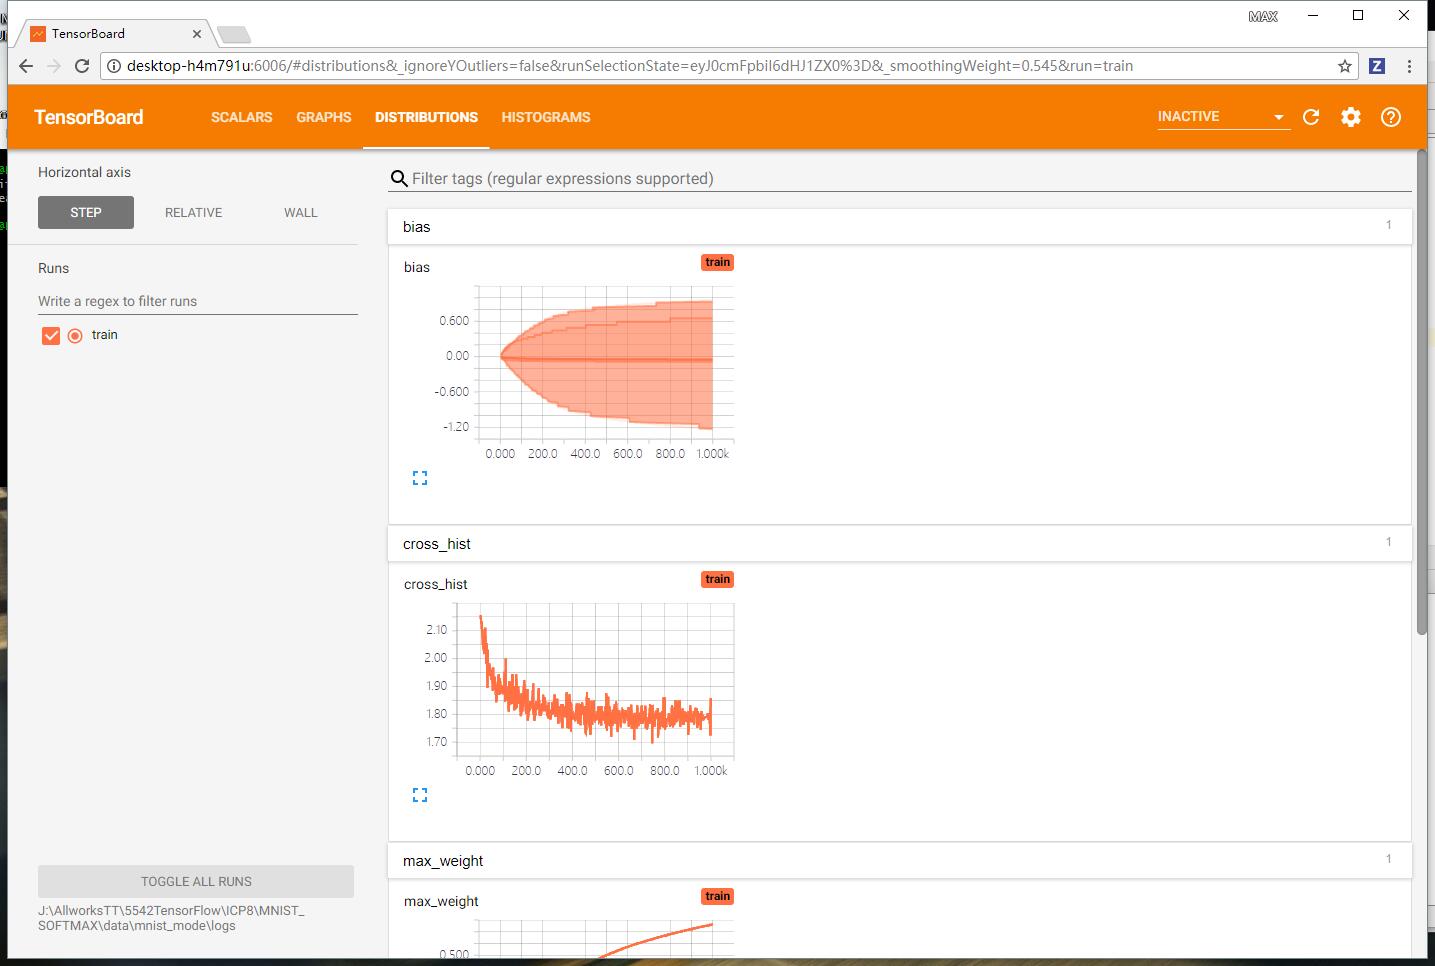 MAX
TensorBoard
desktop-h4m791u:6006/#distributions&_ignoreYOutliers=false&runSelectionState=eyJ0cmFpbiI6dHJ1ZX0%3D&_smoothingWeight=0.545&run=train
Z
TensorBoard SCALARS GRAPHS DISTRIBUTIONS HISTOGRAMS INACTIVE
Horizontal axis
STEP RELATIVE WALL
Runs
Write a regex to filter runs
train
TOGGLE ALL RUNS
J:\AllworksTT\5542TensorFlow\ICP8\MNIST_
SOFTMAX\data\mnist_mode\logs
Filter tags (regular expressions supported)
bias 1
bias train
0.600
0.00
-0.600
-1.20
0.000 200.0 400.0 600.0 800.0 1.000k
cross_hist 1
cross_hist train
2.10
2.00
1.90
1.80
1.70
0.000 200.0 400.0 600.0 800.0 1.000k
max_weight 1
max_weight train
0.500